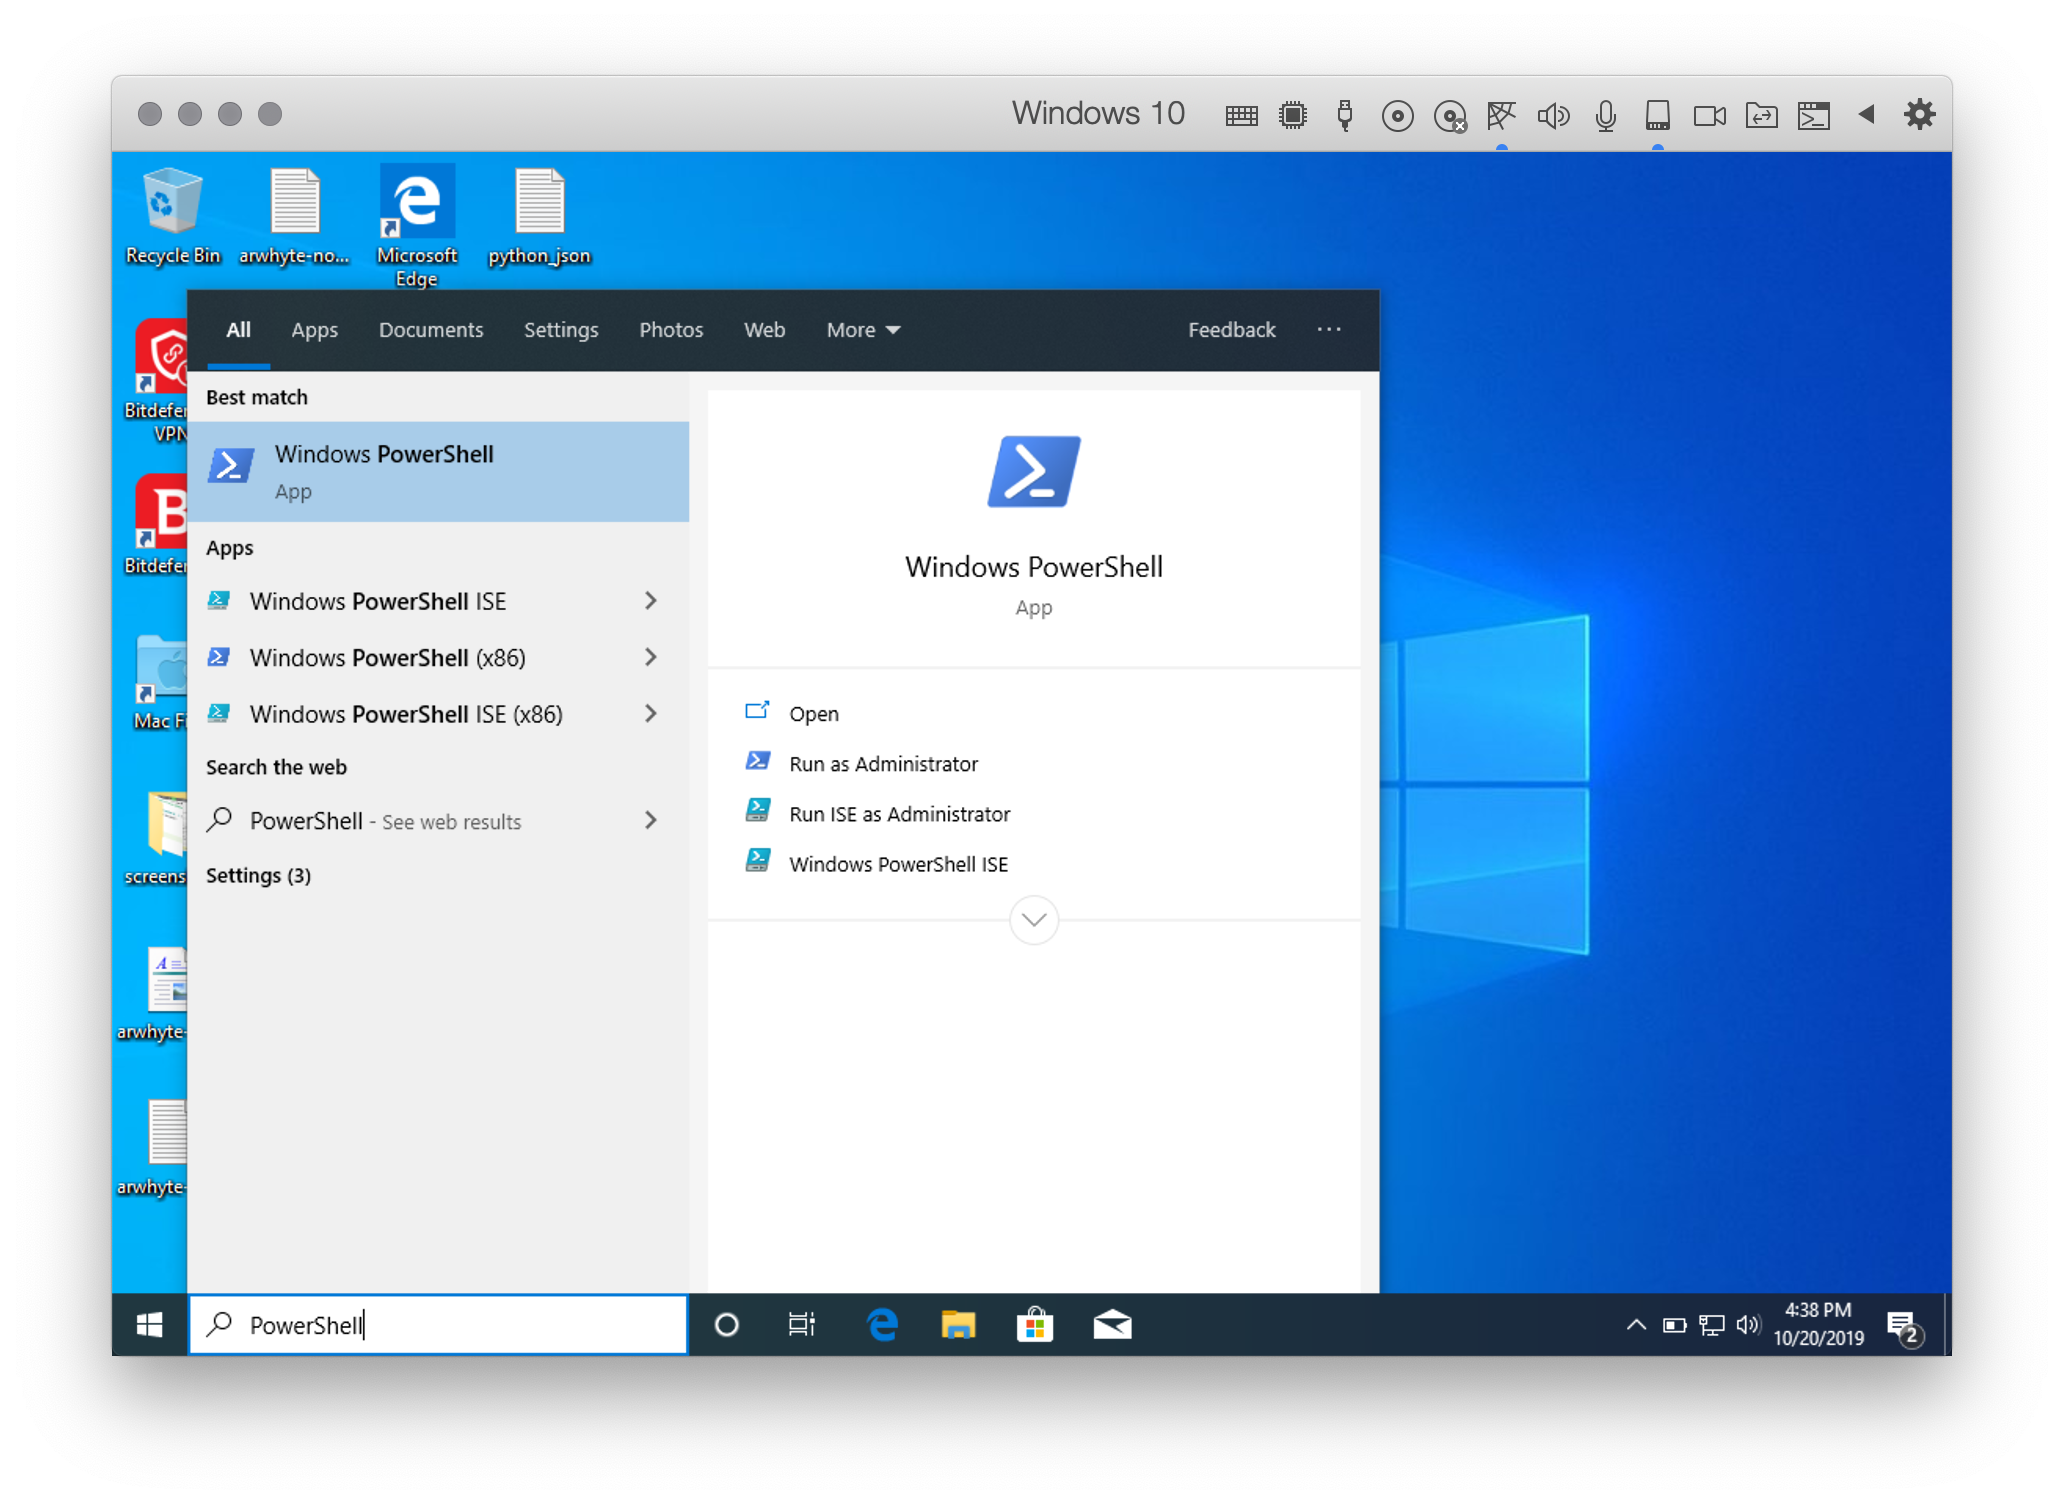 Windows 10
Recycle Bin
arwhyte-no...
Microsoft
Edge
python_json
All
Apps
Documents
Settings
Photos
Web
More
Feedback
...
Bitdefen
VPN
Bitdefen
Mac Fi
screens
arwhyte-
arwhyte-
Best match
Windows PowerShell
App
Apps
Windows PowerShell ISE
Windows PowerShell (x86)
Windows PowerShell ISE (x86)
Search the web
PowerShell - See web results
Settings (3)
Windows PowerShell
App
Open
Run as Administrator
Run ISE as Administrator
Windows PowerShell ISE
PowerShell
4:38 PM
10/20/2019
2